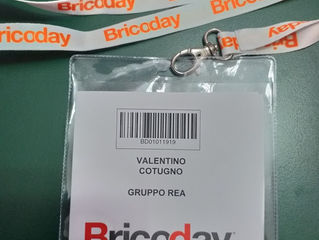 Bricoday
Bricoday
Bricoday
BD01011919
VALENTINO
COTUGNO
GRUPPO REA
Bricoday